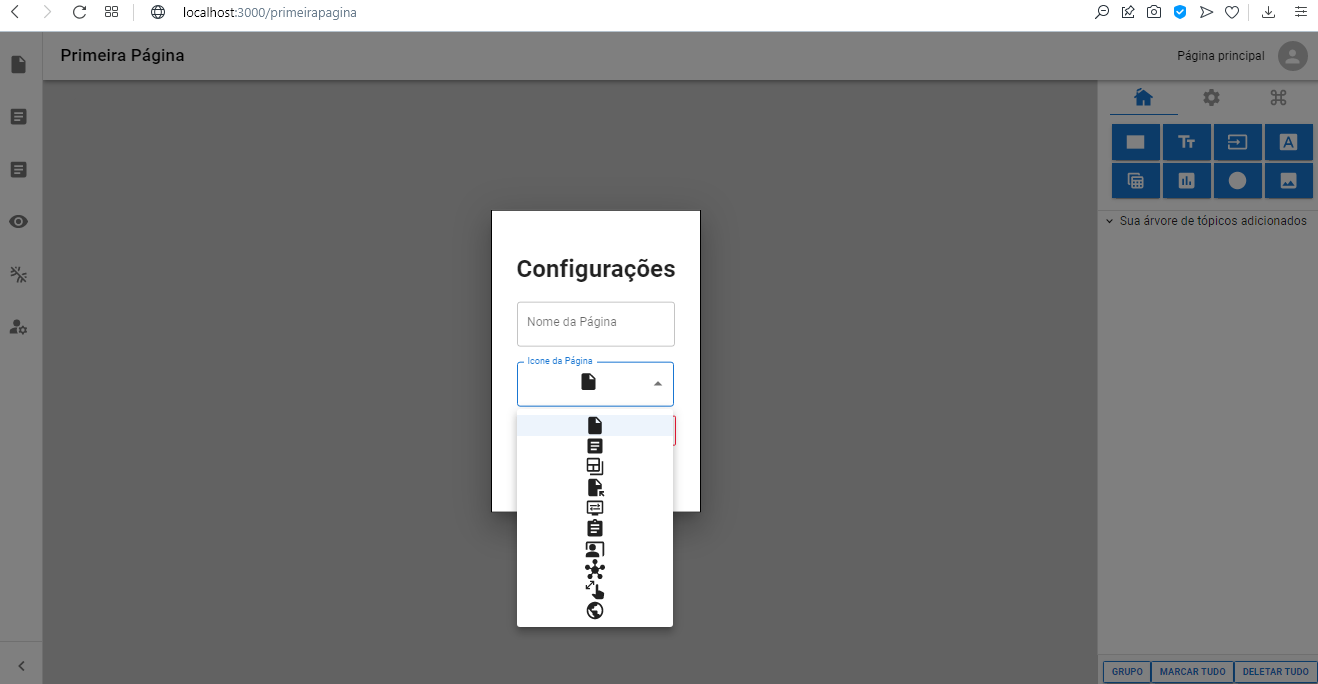 localhost:3000/primeirapagina
Primeira Página
Página principal
Sua árvore de tópicos adicionados
Configurações
Nome da Página
Icone da Página
GRUPO
MARCAR TUDO
DELETAR TUDO